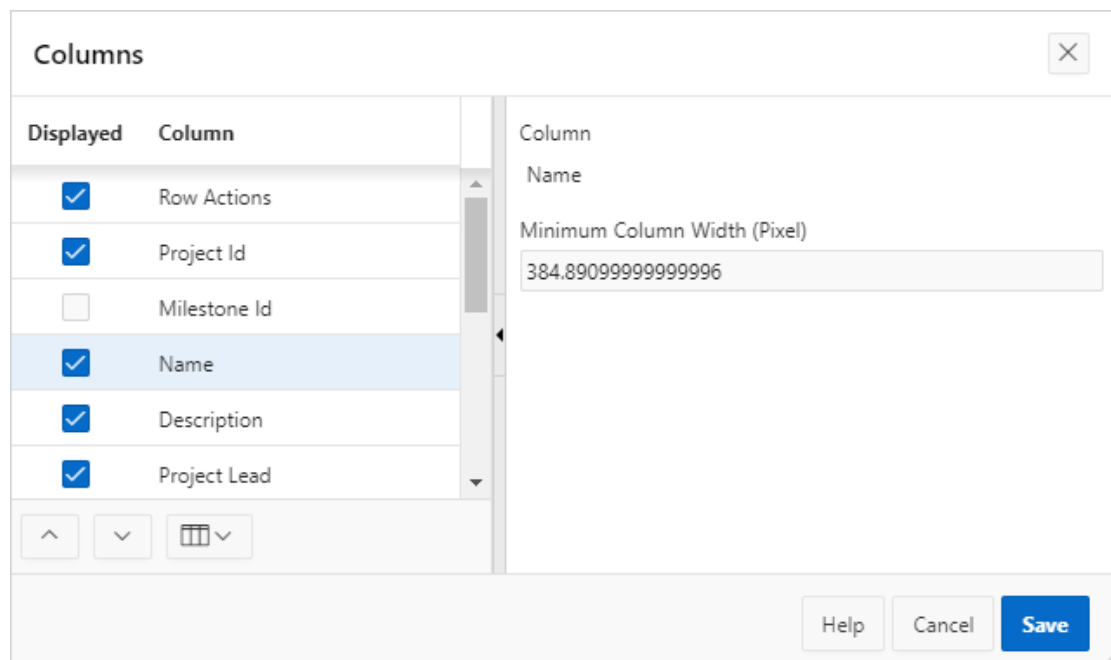 Columns
Displayed Column
Row Actions
Project Id
Milestone Id
Name
Description
Project Lead
Column
Name
Minimum Column Width (Pixel)
384.89099999999996
Help Cancel Save